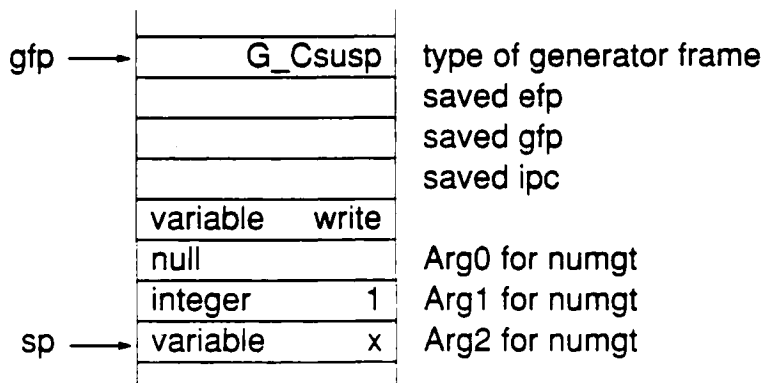 gfp G_Csusp type of generator frame
saved efp
saved gfp
saved ipc
variable write
null Arg0 for numgt
integer 1 Arg1 for numgt
sp variable x Arg2 for numgt